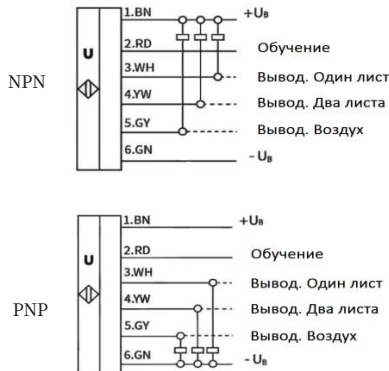 1.BN +UB
U 2.RD Обучение
NPN 3.WH Вывод. Один лист
4.YW Вывод. Два листа
5.GY Вывод. Воздух
6.GN - UB
1.BN +UB
U 2.RD Обучение
3.WH Вывод. Один лист
PNP 4.YW Вывод. Два листа
5.GY Вывод. Воздух
6.GN - UB